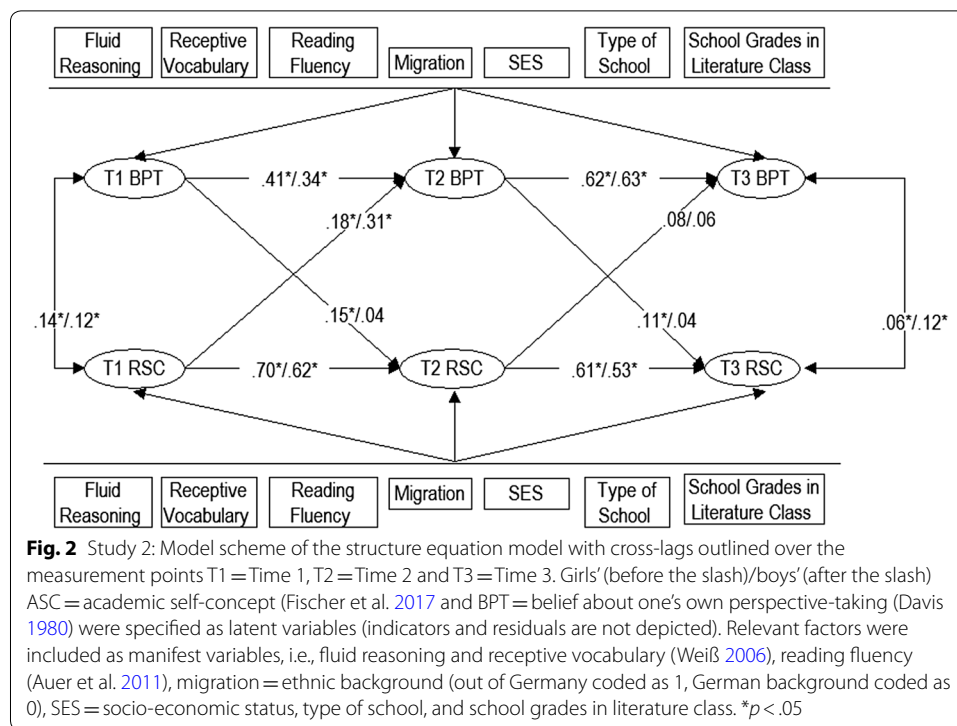 Fluid
Reasoning
Receptive
Vocabulary
Reading
Fluency
Migration
SES
Type of
School
School Grades in
Literature Class
T1 BPT
.41*/.34*
T2 BPT
.62*/.63*
T3 BPT
.18*/.31*
.08/.06
.14*/.12*
.15*/.04
.11*/.04
.06*/.12*
T1 RSC
.70*/.62*
T2 RSC
.61*/.53*
T3 RSC
Fluid
Reasoning
Receptive
Vocabulary
Reading
Fluency
Migration
SES
Type of
School
School Grades in
Literature Class
Fig. 2 Study 2: Model scheme of the structure equation model with cross-lags outlined over the
measurement points T1 = Time 1, T2 = Time 2 and T3 = Time 3. Girls' (before the slash)/boys' (after the slash)
ASC = academic self-concept (Fischer et al. 2017 and BPT = belief about one's own perspective-taking (Davis
1980) were specified as latent variables (indicators and residuals are not depicted). Relevant factors were
included as manifest variables, i.e., fluid reasoning and receptive vocabulary (Weiß 2006), reading fluency
(Auer et al. 2011), migration = ethnic background (out of Germany coded as 1, German background coded as
0), SES = socio-economic status, type of school, and school grades in literature class. *p < .05